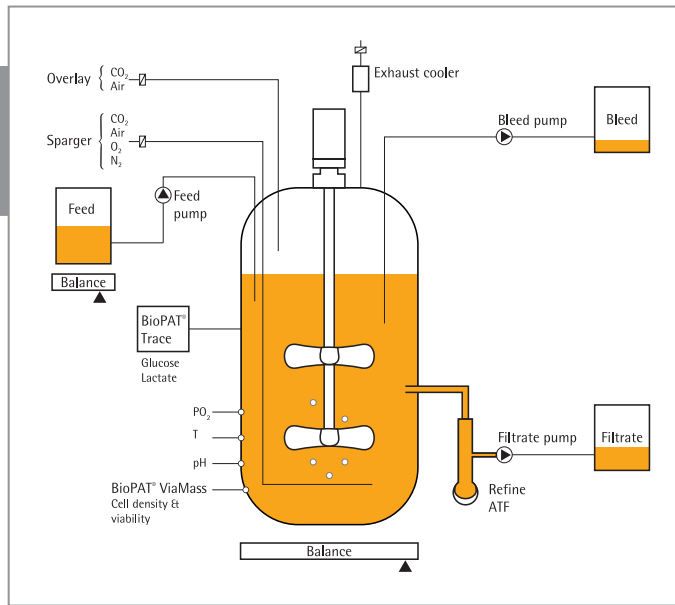 Overlay
CO₂
Air
Exhaust cooler
Sparger
CO₂
Air
O₂
N₂
Bleed pump
Bleed
Feed
Feed
pump
Balance
BioPAT®
Trace
Glucose
Lactate
PO₂
T
pH
BioPAT® ViaMass
Cell density &
viability
Filtrate pump
Filtrate
Refine
ATF
Balance